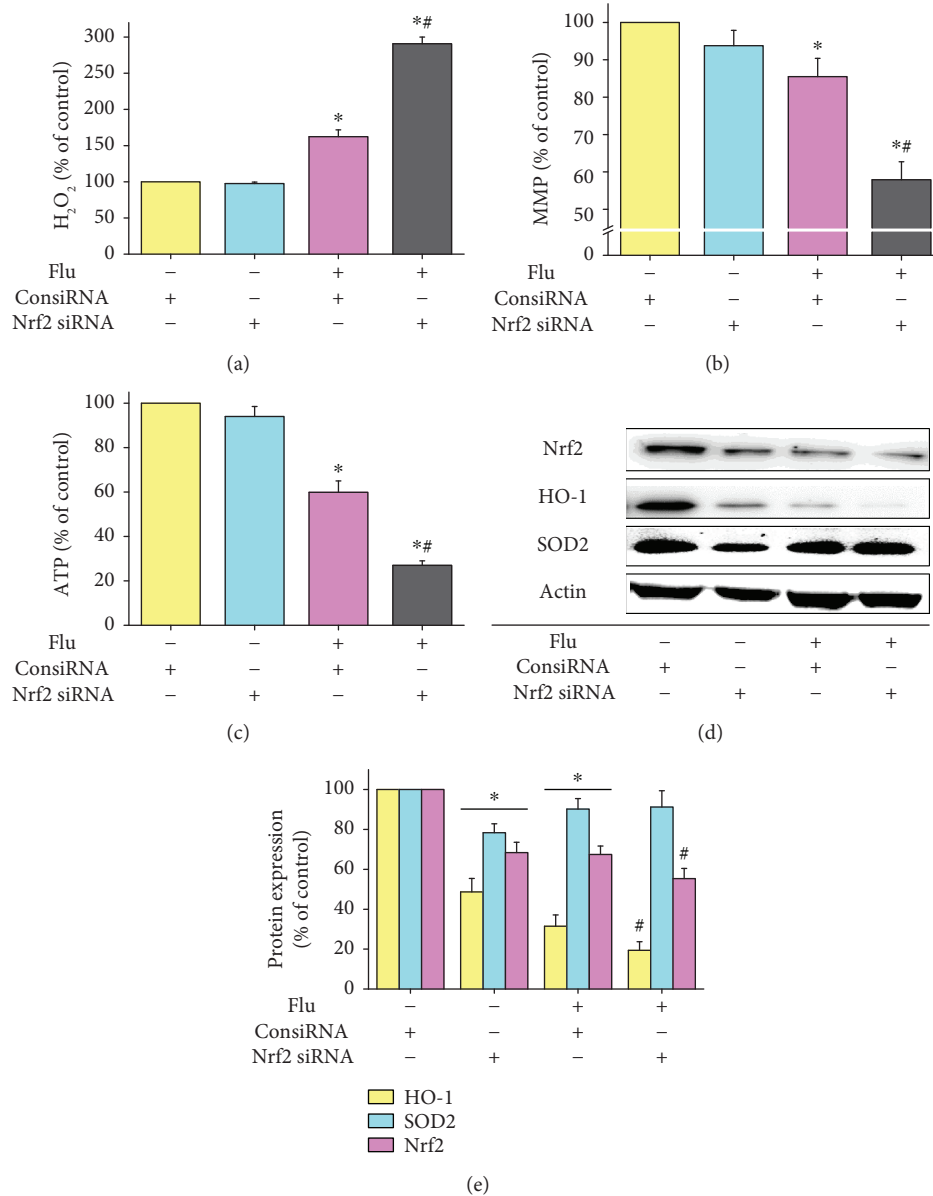 H2O2 (% of control)
300
250
200
150
100
50
0
*
*#
Flu – – + +
ConsiRNA + – + –
Nrf2 siRNA – + – +
(a)
MMP (% of control)
100
90
80
70
60
50
0
*
*#
Flu – – + +
ConsiRNA + – + –
Nrf2 siRNA – + – +
(b)
ATP (% of control)
100
80
60
40
20
0
*
*#
Flu – – + +
ConsiRNA + – + –
Nrf2 siRNA – + – +
(c)
Nrf2
HO-1
SOD2
Actin
Flu – – + +
ConsiRNA + – + –
Nrf2 siRNA – + – +
(d)
Protein expression
(% of control)
100
80
60
40
20
0
*
*
#
#
Flu – – + +
ConsiRNA + – + –
Nrf2 siRNA – + – +
HO-1
SOD2
Nrf2
(e)